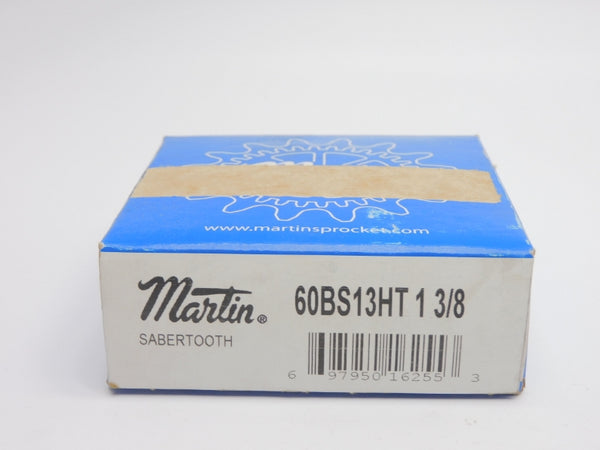 www.martinsprocket.com
Martin®
60BS13HT 1 3/8
SABERTOOTH
6 97950 16255 3